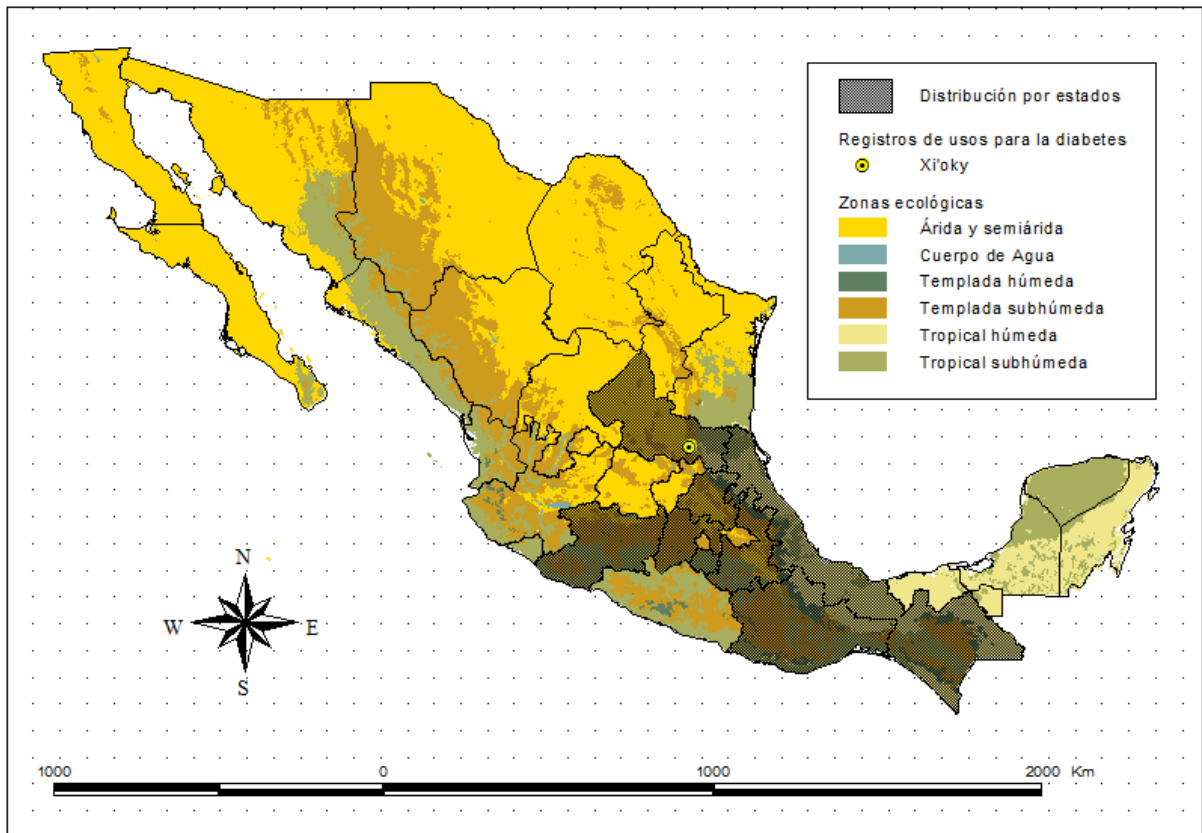 Distribución por estados
Registros de usos para la diabetes
Xi'oky
Zonas ecológicas
Árida y semiárida
Cuerpo de Agua
Templada húmeda
Templada subhúmeda
Tropical húmeda
Tropical subhúmeda
N
W E
S
1000 0 1000 2000 Km